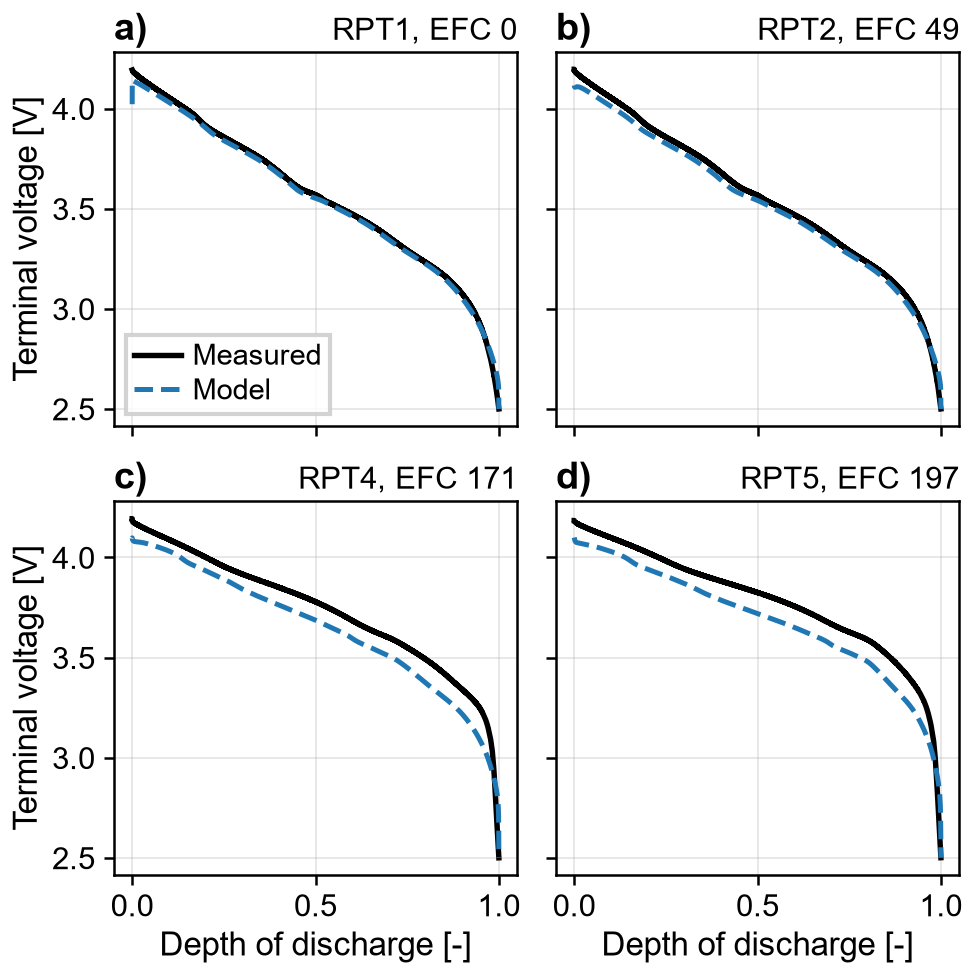 a) RPT1, EFC 0
b) RPT2, EFC 49
Terminal voltage [V]
4.0
3.5
3.0
2.5
Measured
Model
c) RPT4, EFC 171
d) RPT5, EFC 197
Terminal voltage [V]
4.0
3.5
3.0
2.5
0.0 0.5 1.0
0.0 0.5 1.0
Depth of discharge [-]
Depth of discharge [-]